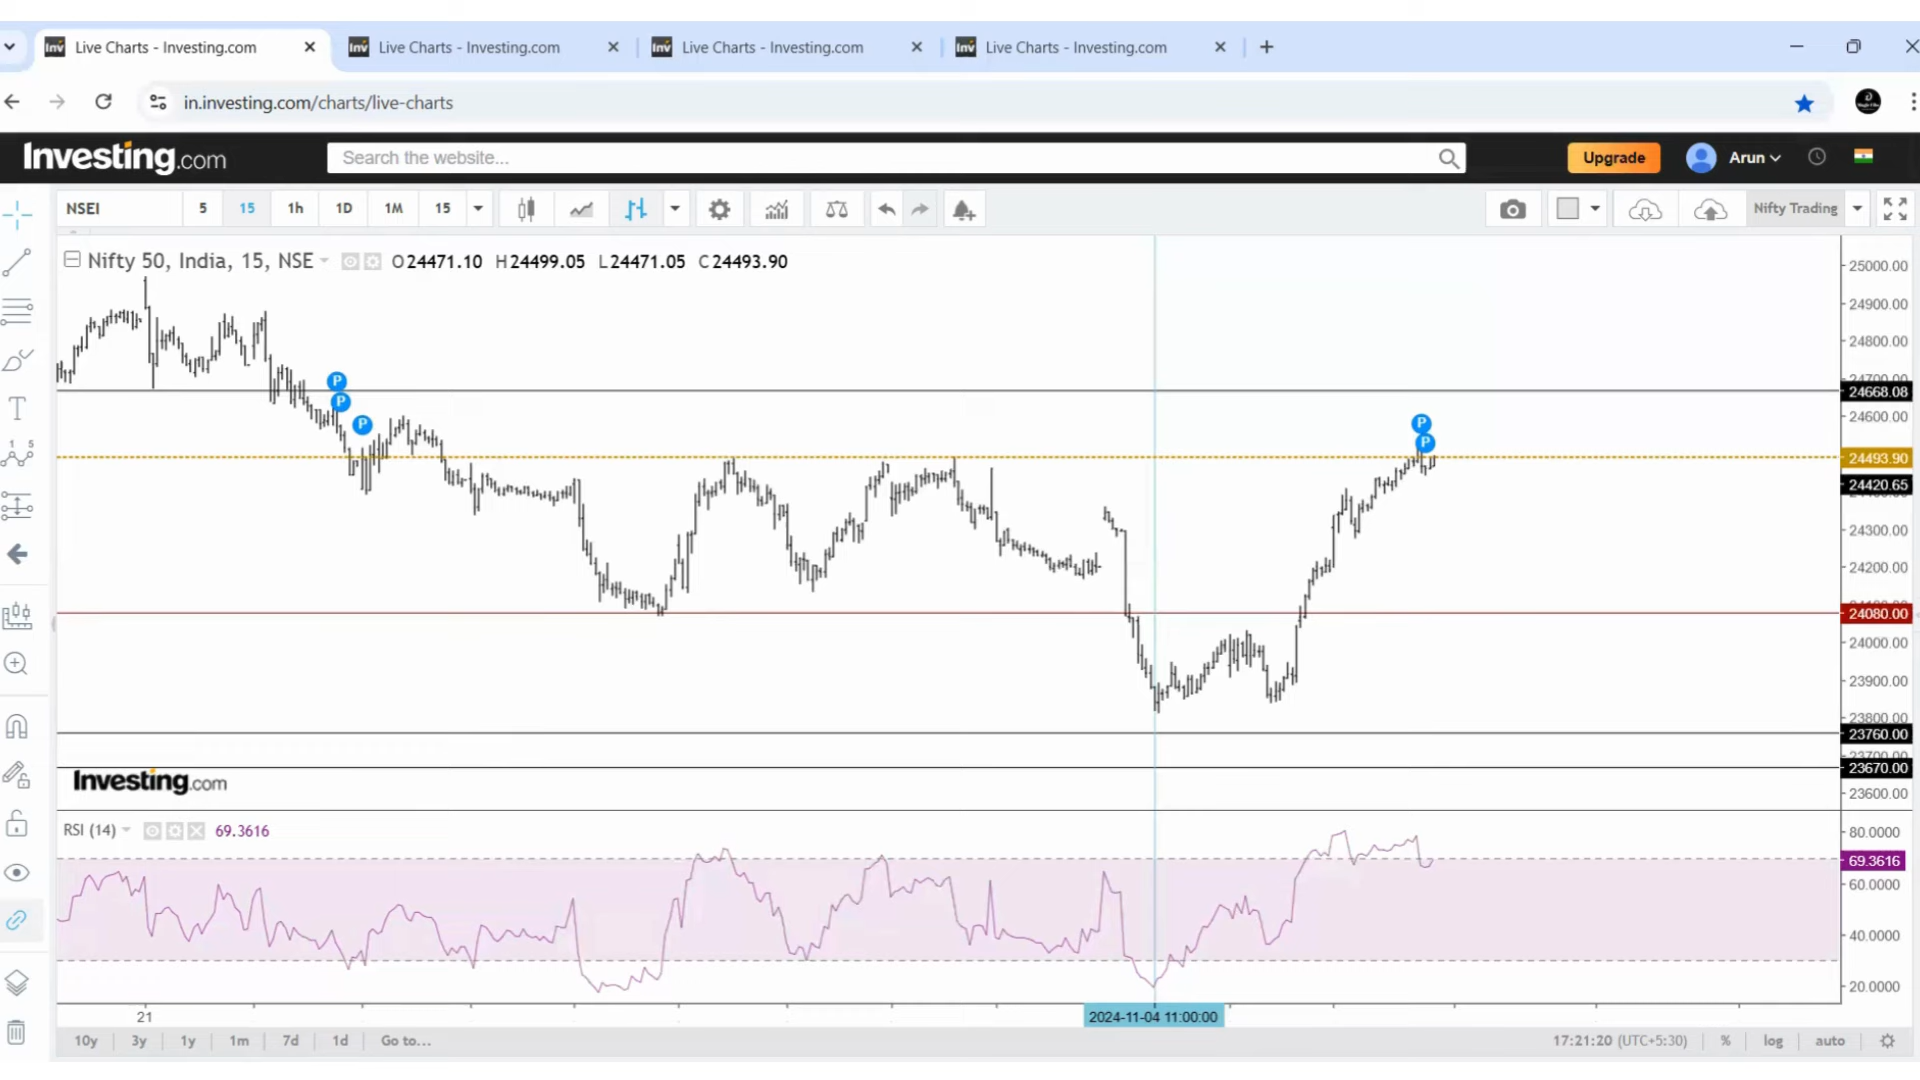 Live Charts - Investing.com
Live Charts - Investing.com
Live Charts - Investing.com
Live Charts - Investing.com
in.investing.com/charts/live-charts
Investing.com
Search the website...
Upgrade
Arun
NSEI 5 15 1h 1D 1M 15
Nifty Trading
Nifty 50, India, 15, NSE O24471.10 H24499.05 L24471.05 C24493.90
P
P
P
P
P
25000.00
24900.00
24800.00
24700.00
24668.08
24600.00
24493.90
24420.65
24300.00
24200.00
24080.00
24000.00
23900.00
23800.00
23760.00
23700.00
23670.00
23600.00
Investing.com
RSI (14) 69.3616
80.0000
69.3616
60.0000
40.0000
20.0000
21
2024-11-04 11:00:00
10y 3y 1y 1m 7d 1d Go to...
17:21:20 (UTC+5:30) % log auto